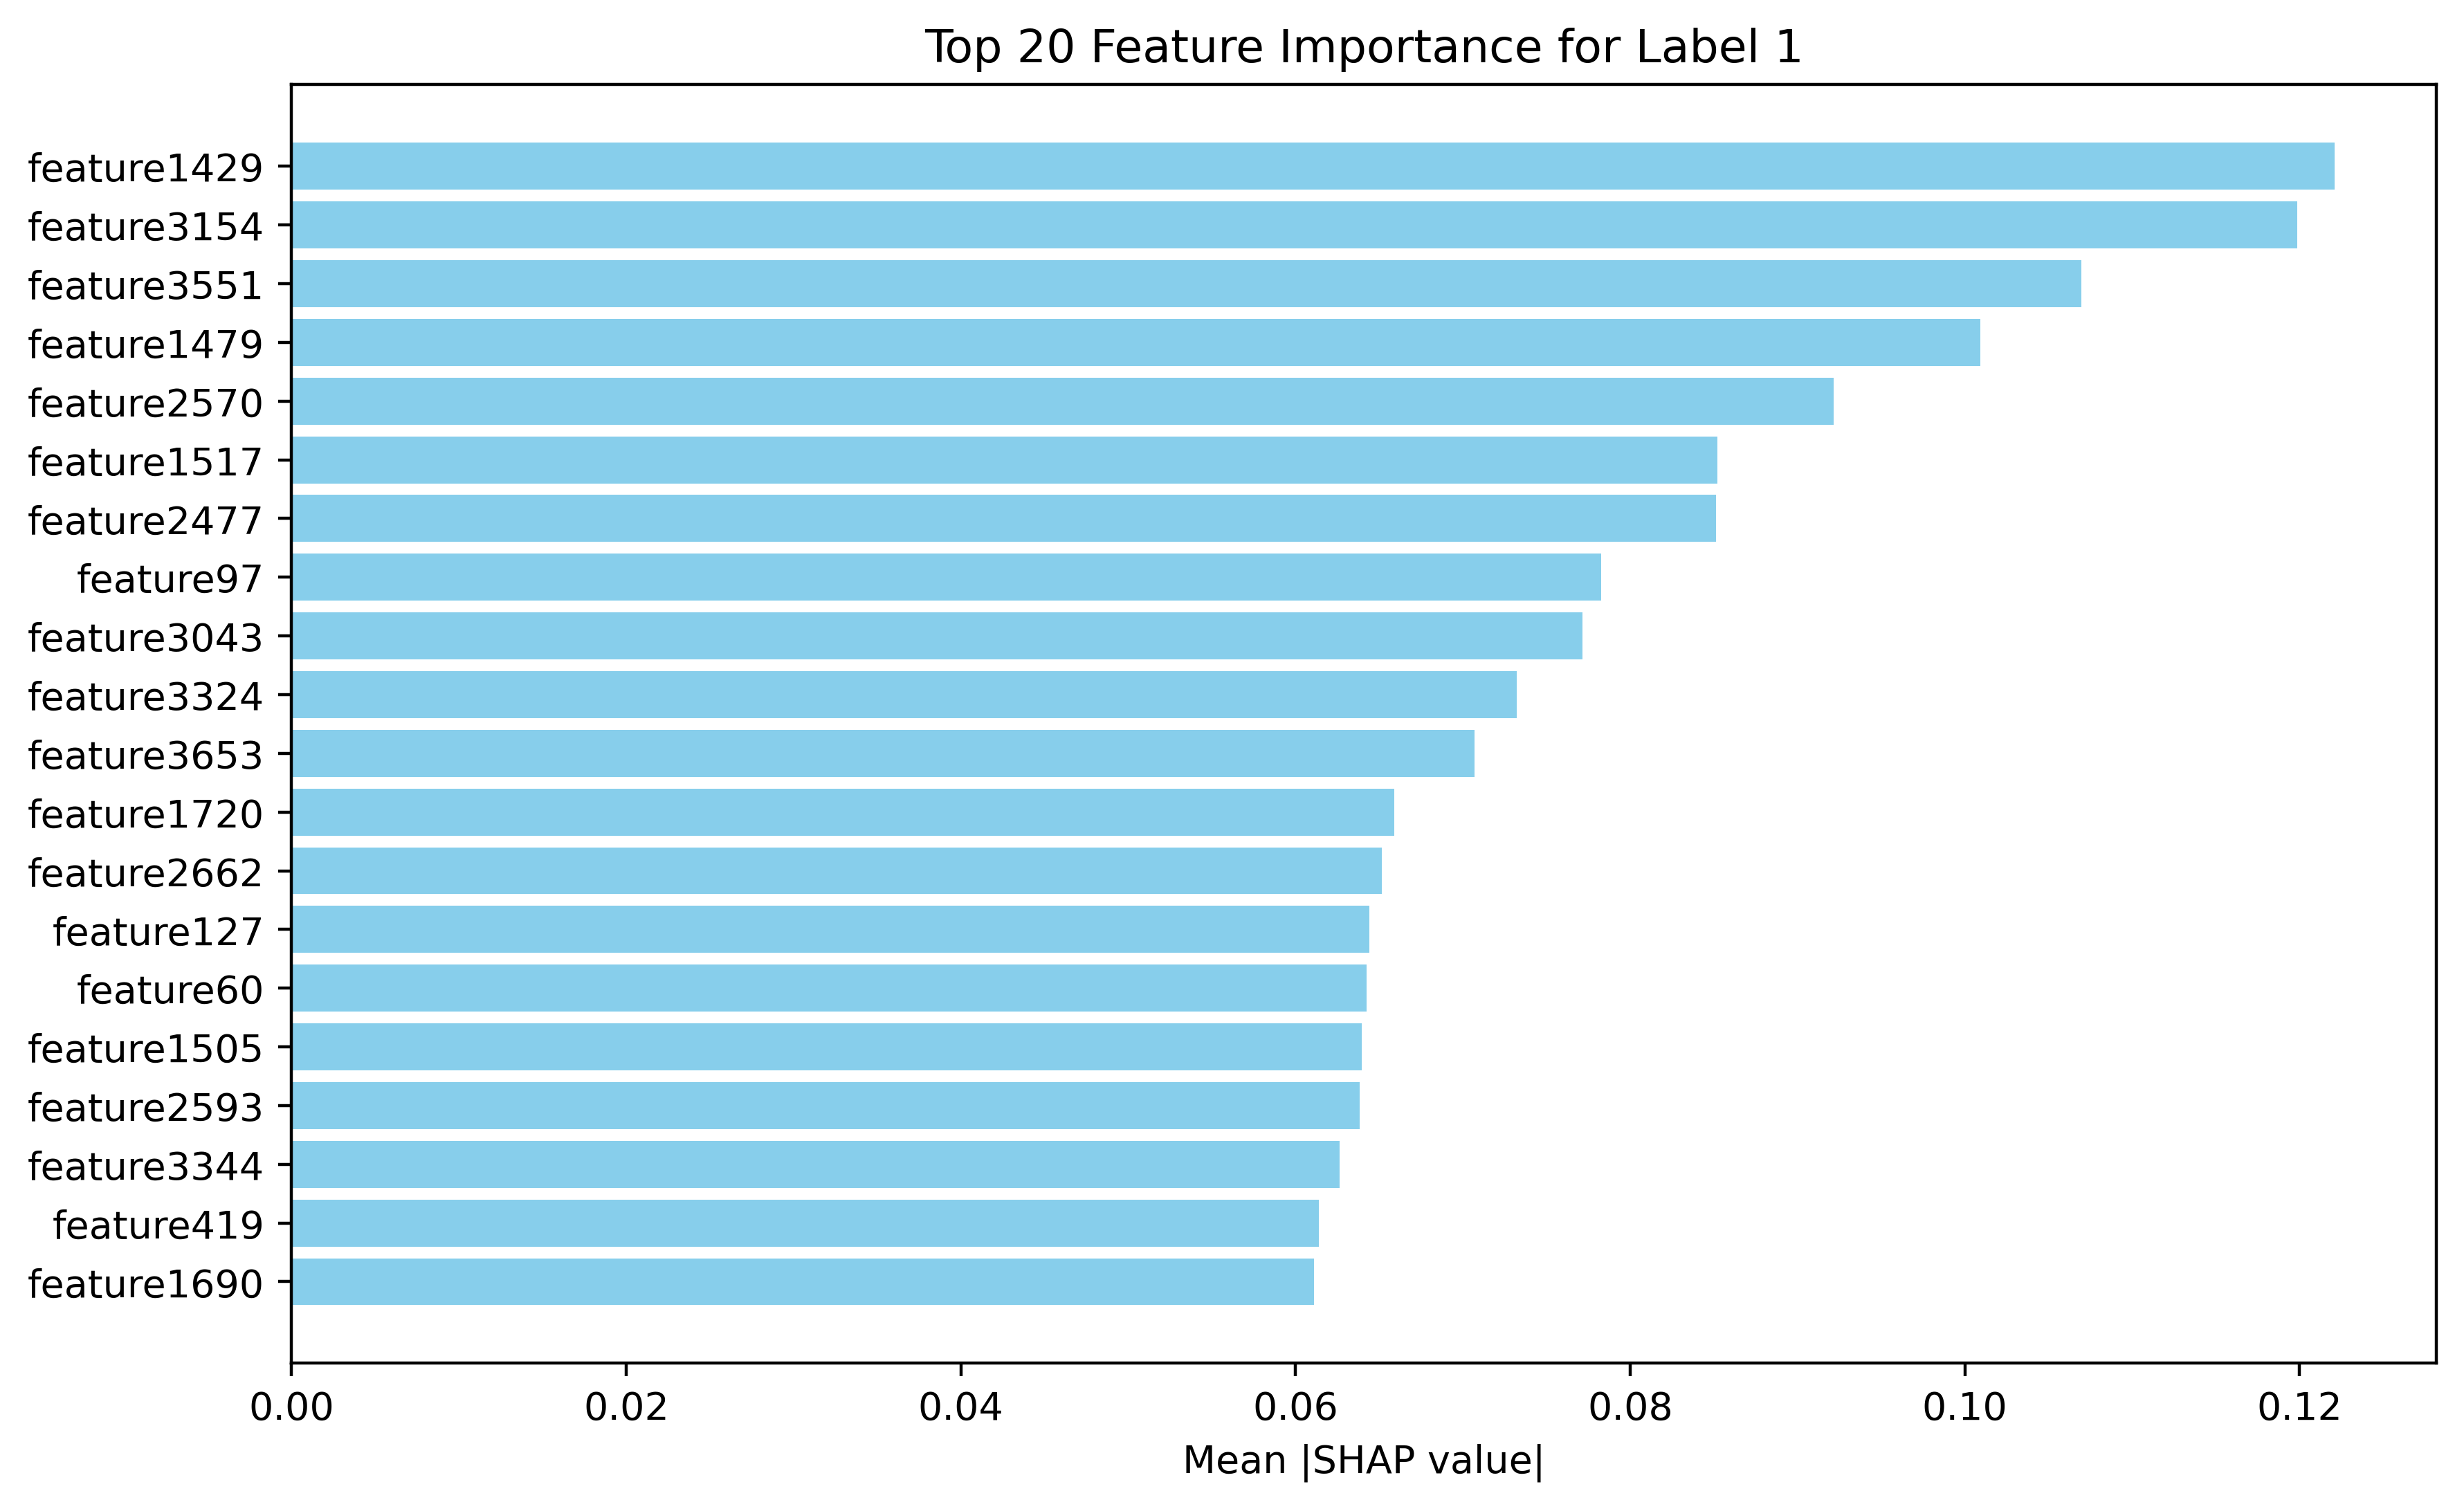 Top 20 Feature Importance for Label 1
feature1429
feature3154
feature3551
feature1479
feature2570
feature1517
feature2477
feature97
feature3043
feature3324
feature3653
feature1720
feature2662
feature127
feature60
feature1505
feature2593
feature3344
feature419
feature1690
0.00 0.02 0.04 0.06 0.08 0.10 0.12
Mean |SHAP value|